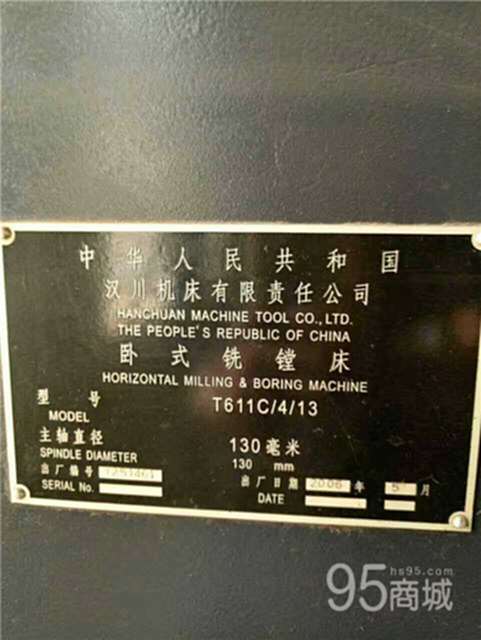 中华人民共和国
汉川机床有限责任公司
HANCHUAN MACHINE TOOL CO.,LTD.
THE PEOPLE'S REPUBLIC OF CHINA
卧式铣镗床
HORIZONTAL MILLING & BORING MACHINE
型号 T611C/4/13
MODEL
主轴直径 130毫米
SPINDLE DIAMETER 130 mm
出厂编号 出厂日期 2006 年 5 月
SERIAL No. DATE
hs95.com
95商城